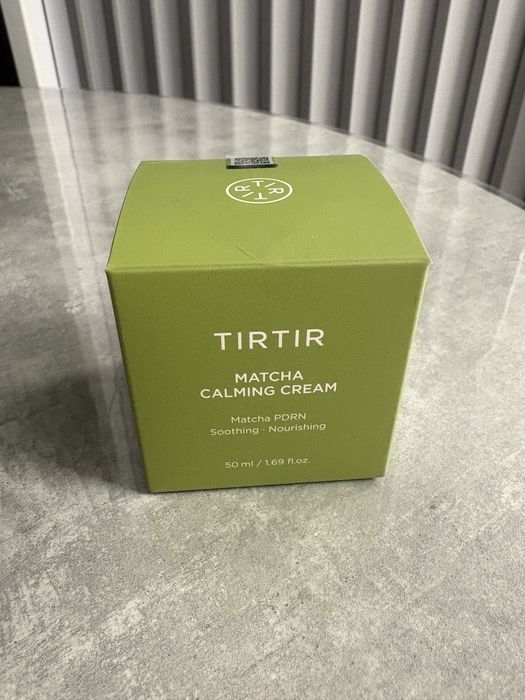 TIRTIR
TIRTIR
MATCHA
CALMING CREAM
Matcha PDRN
Soothing · Nourishing
50 ml / 1.69 fl.oz.